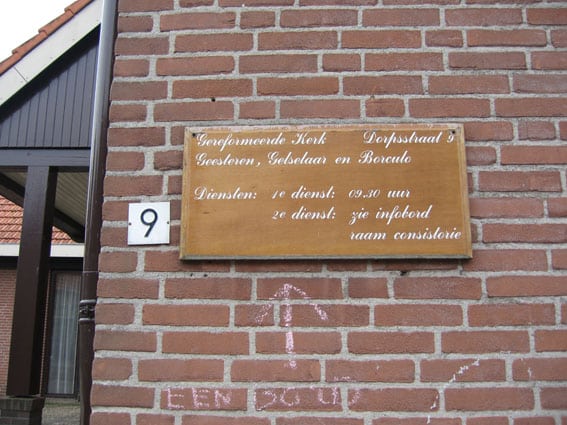 Gereformeerde Kerk Dorpsstraat 9
Geesteren, Gelselaar en Borculo
Diensten: 1e dienst: 09.30 uur
2e dienst: zie infobord
raam consistorie
9
EEN